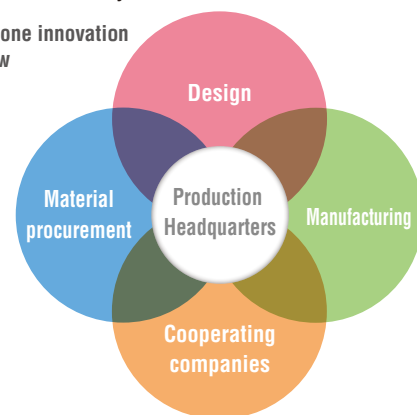 one innovation
Design
Material
procurement
Production
Headquarters
Manufacturing
Cooperating
companies